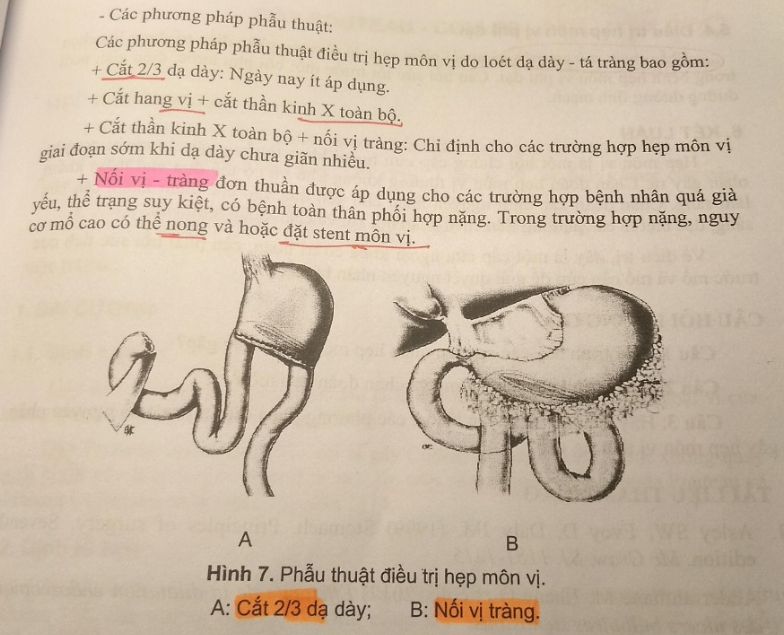 - Các phương pháp phẫu thuật:
Các phương pháp phẫu thuật điều trị hẹp môn vị do loét dạ dày - tá tràng bao gồm:
+ Cắt 2/3 dạ dày: Ngày nay ít áp dụng.
+ Cắt hang vị + cắt thần kinh X toàn bộ.
+ Cắt thần kinh X toàn bộ + nối vị tràng: Chỉ định cho các trường hợp hẹp môn vị
giai đoạn sớm khi dạ dày chưa giãn nhiều.
+ Nối vị - tràng đơn thuần được áp dụng cho các trường hợp bệnh nhân quá già
yếu, thể trạng suy kiệt, có bệnh toàn thân phối hợp nặng. Trong trường hợp nặng, nguy
cơ mổ cao có thể nong và hoặc đặt stent môn vị.
A
B
Hình 7. Phẫu thuật điều trị hẹp môn vị.
A: Cắt 2/3 dạ dày; B: Nối vị tràng.